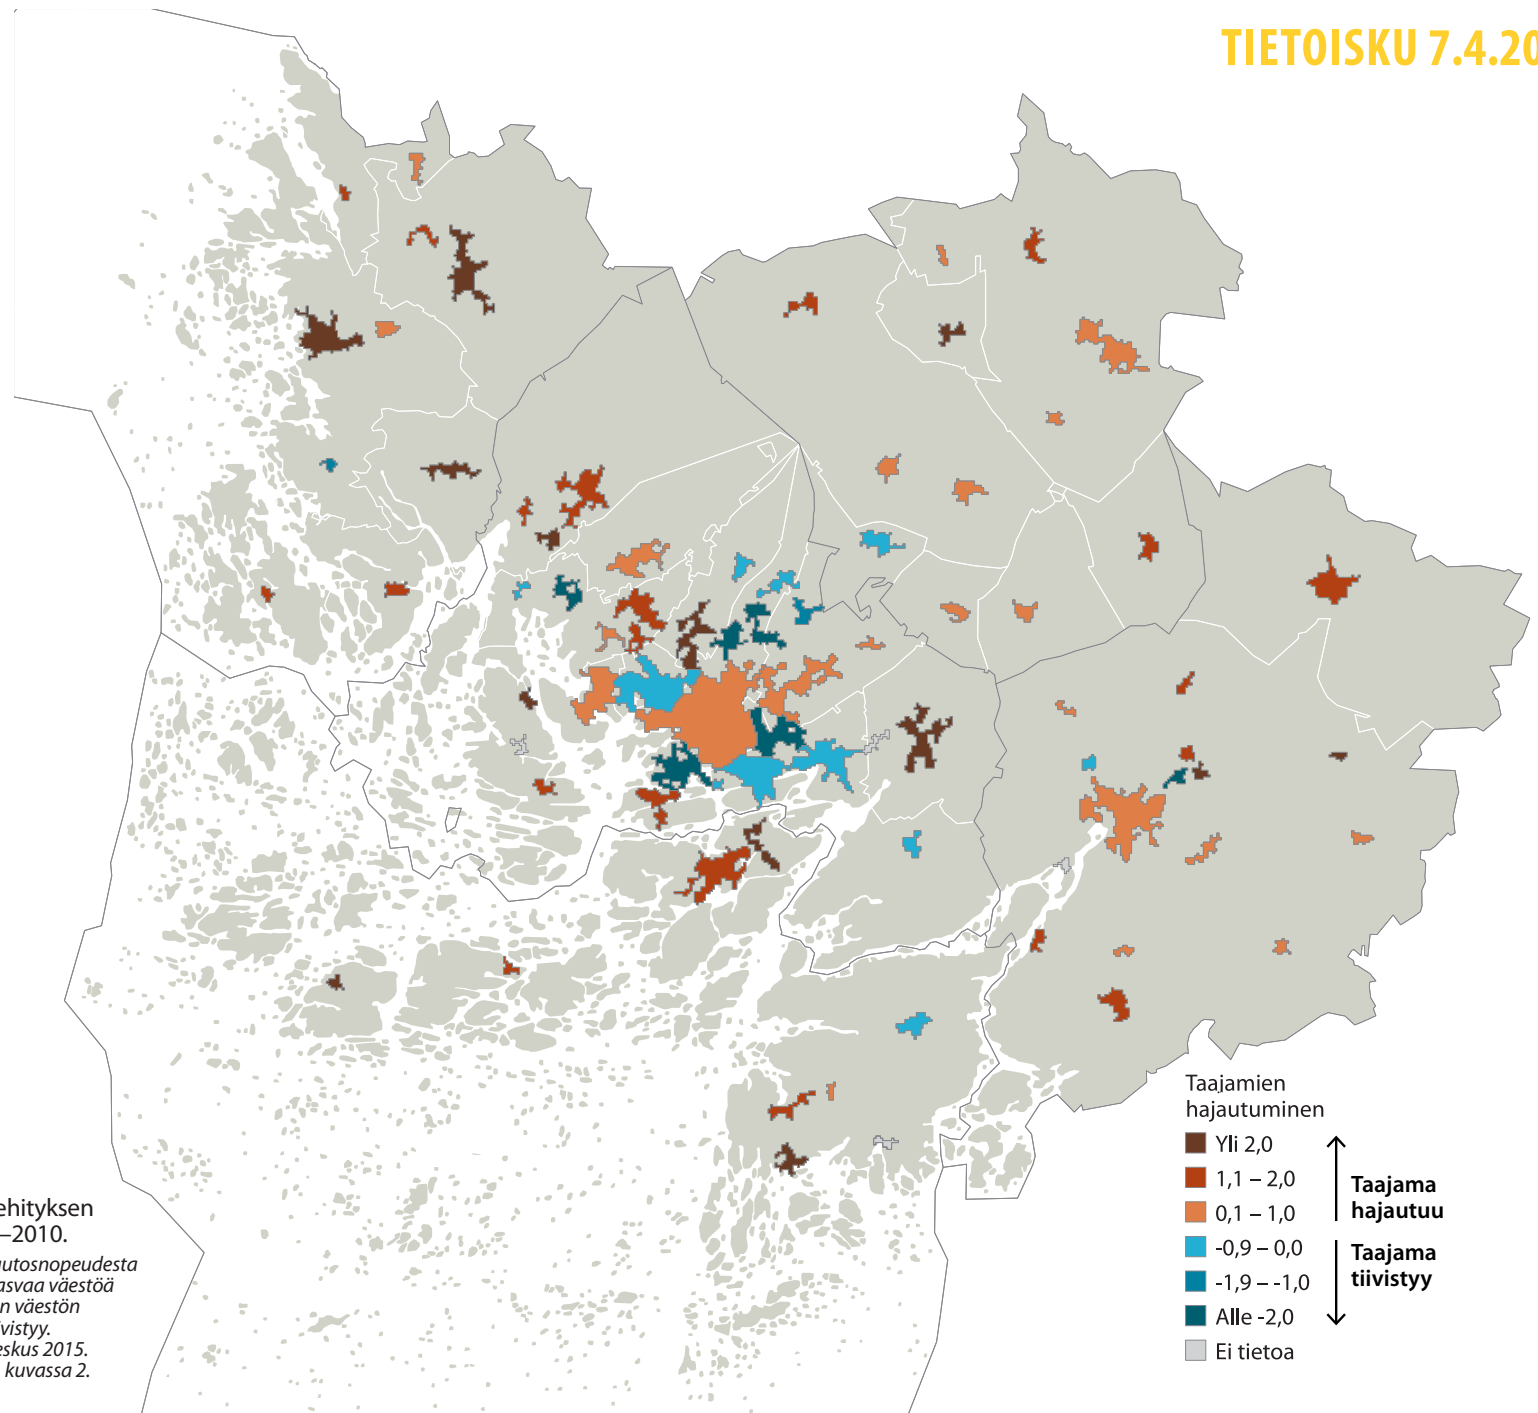 TIETOISKU 7.4.20
Taajamien
hajautuminen
Yli 2,0
1,1 – 2,0
0,1 – 1,0
-0,9 – 0,0
-1,9 – -1,0
Alle -2,0
Ei tietoa
Taajama
hajautuu
Taajama
tiivistyy
ehityksen
–2010.
utosnopeudesta
asvaa väestöä
n väestön
ivistyy.
eskus 2015.
kuvassa 2.